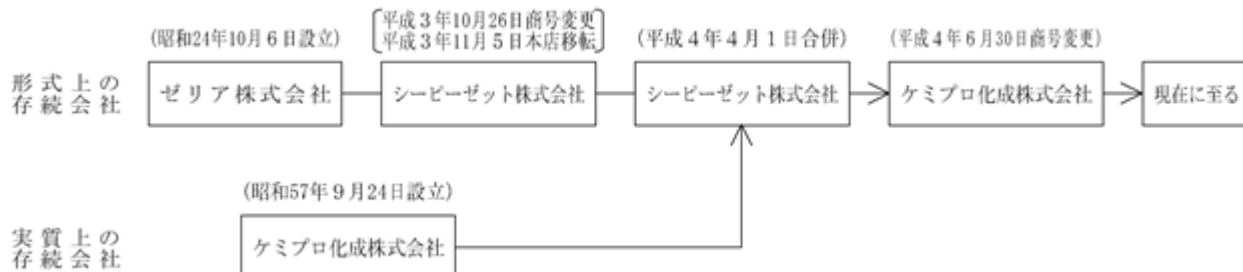 平成3年10月26日商号変更
(昭和24年10月6日設立) 平成3年11月5日本店移転 (平成4年4月1日合併) (平成4年6月30日商号変更)
形式上の
存続会社
ゼリア株式会社 シーピーゼット株式会社 シーピーゼット株式会社 ケミプロ化成株式会社 現在に至る
(昭和57年9月24日設立)
実質上の
存続会社
ケミプロ化成株式会社